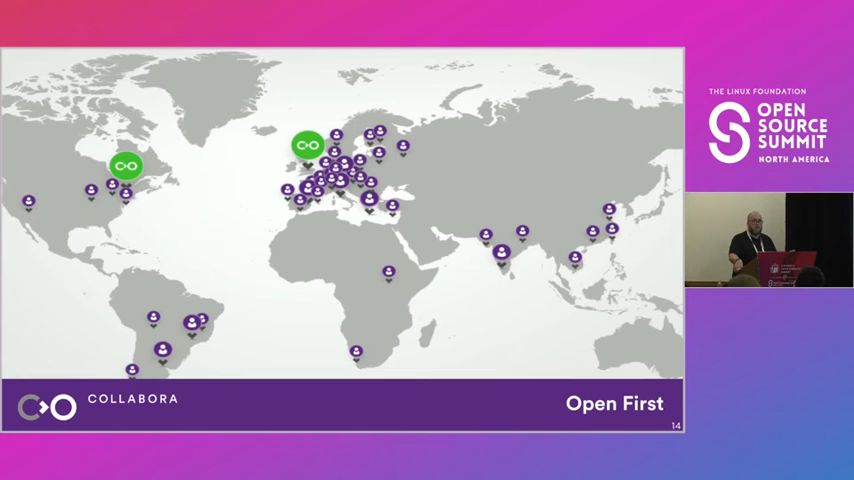 COLLABORA
Open First
14
THE LINUX FOUNDATION
OPEN
SOURCE
SUMMIT
NORTH AMERICA